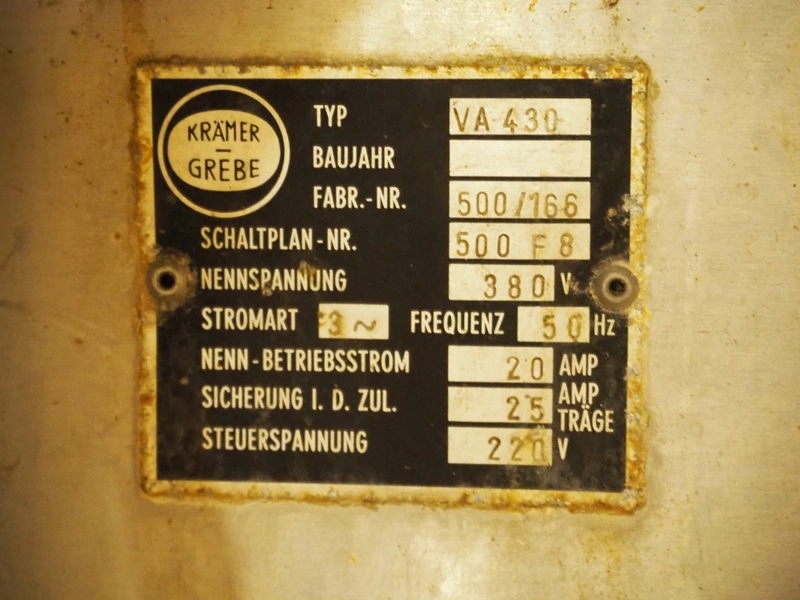 KRÄMER
–
GREBE
TYP VA 430
BAUJAHR
FABR.-NR. 500/166
SCHALTPLAN-NR. 500 F 8
NENNSPANNUNG 380 V
STROMART 3 ~ FREQUENZ 50 Hz
NENN-BETRIEBSSTROM 20 AMP
SICHERUNG I. D. ZUL. 25 AMP TRÄGE
STEUERSPANNUNG 220 V